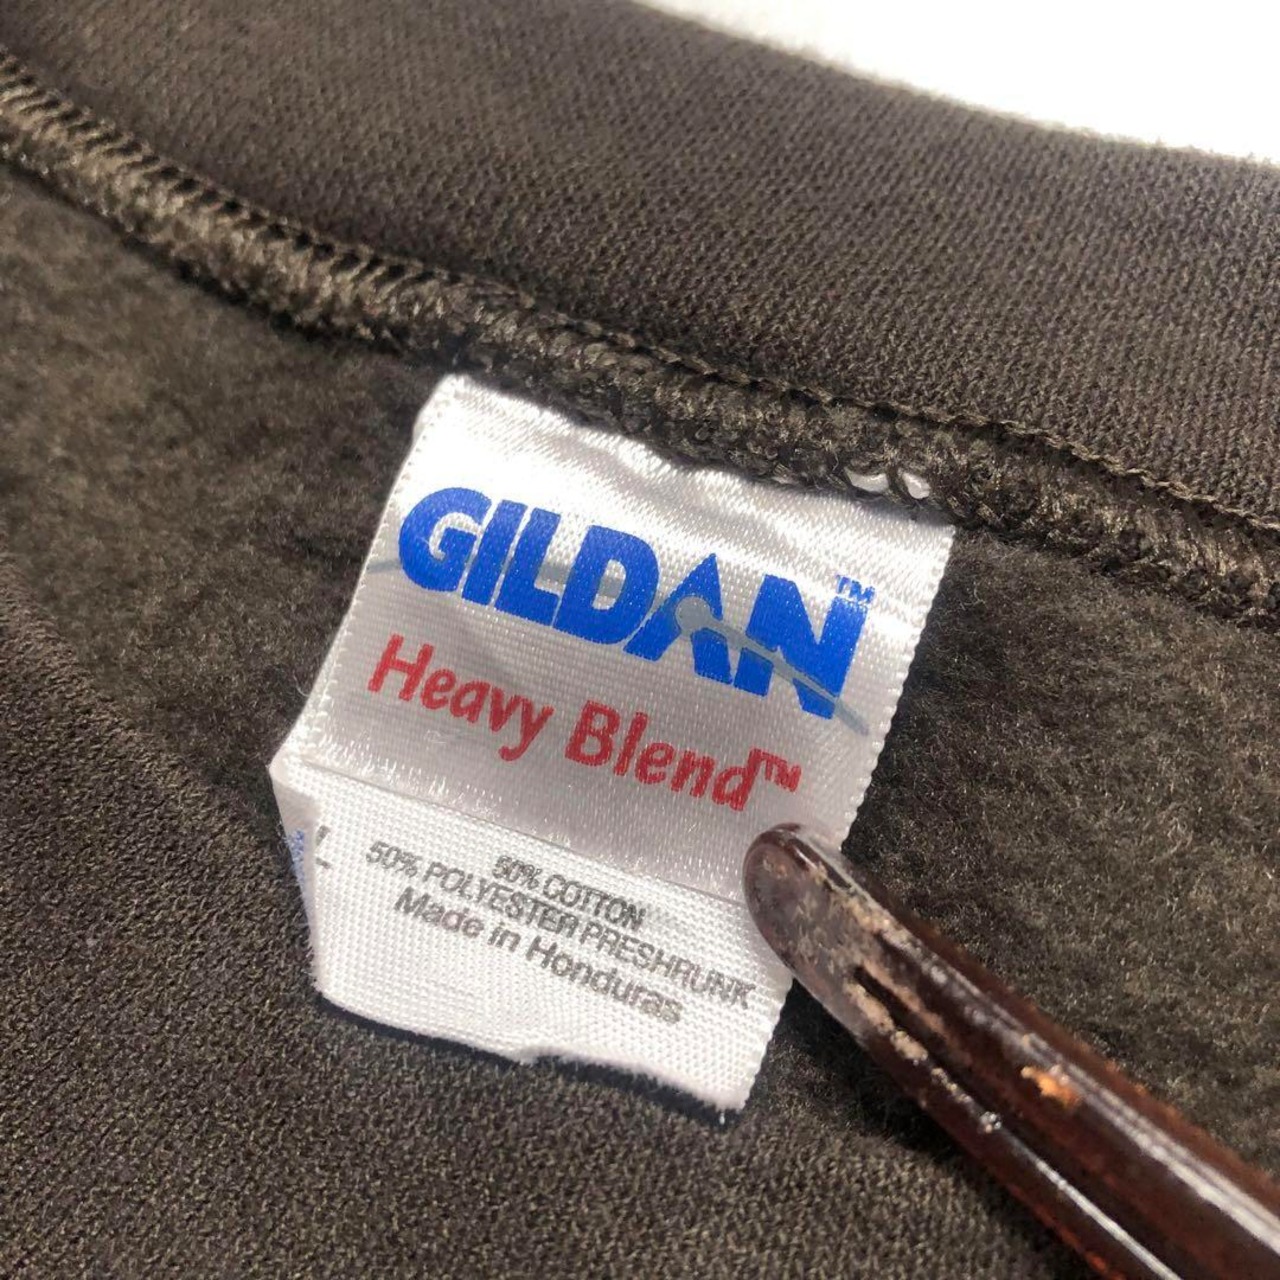 GILDAN™
Heavy Blend™
50% COTTON
50% POLYESTER PRESHRUNK
Made in Honduras